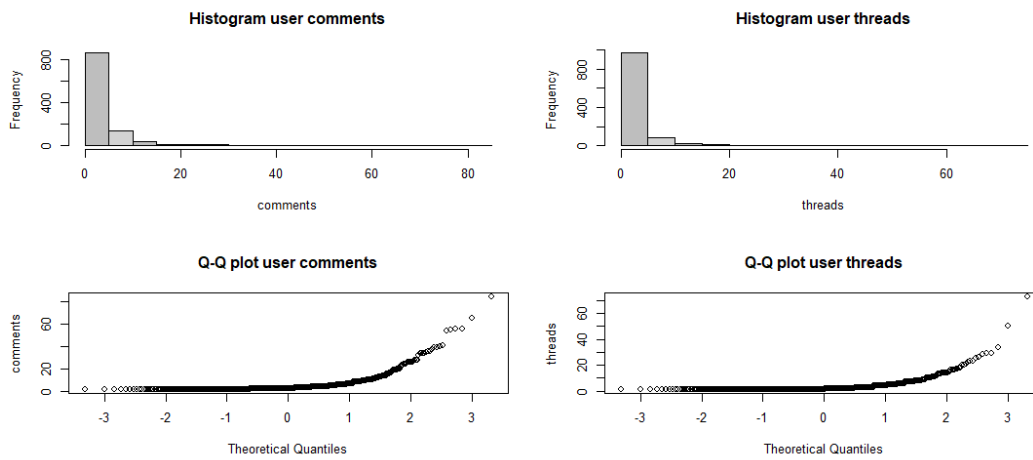 Histogram user comments
Frequency
0 400 800
0 20 40 60 80
comments
Histogram user threads
Frequency
0 400 800
0 20 40 60
threads
Q-Q plot user comments
comments
0 20 60
-3 -2 -1 0 1 2 3
Theoretical Quantiles
Q-Q plot user threads
threads
0 20 40 60
-3 -2 -1 0 1 2 3
Theoretical Quantiles